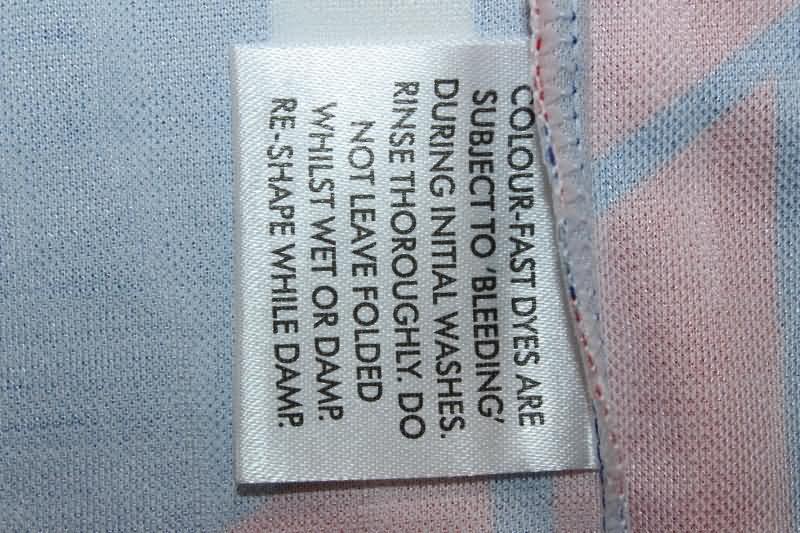 COLOUR-FAST DYES ARE
SUBJECT TO 'BLEEDING'
DURING INITIAL WASHES.
RINSE THOROUGHLY. DO
NOT LEAVE FOLDED
WHILST WET OR DAMP.
RE-SHAPE WHILE DAMP.